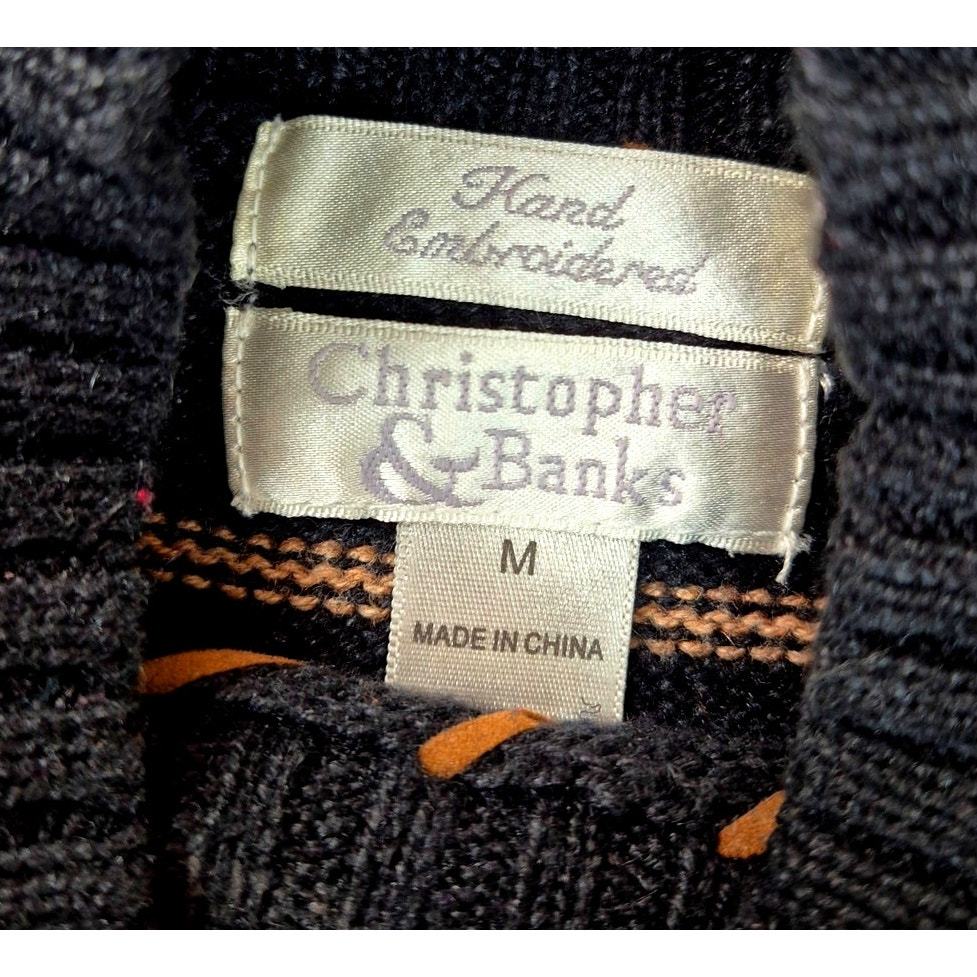 Hand
Embroidered
Christopher
& Banks
M
MADE IN CHINA